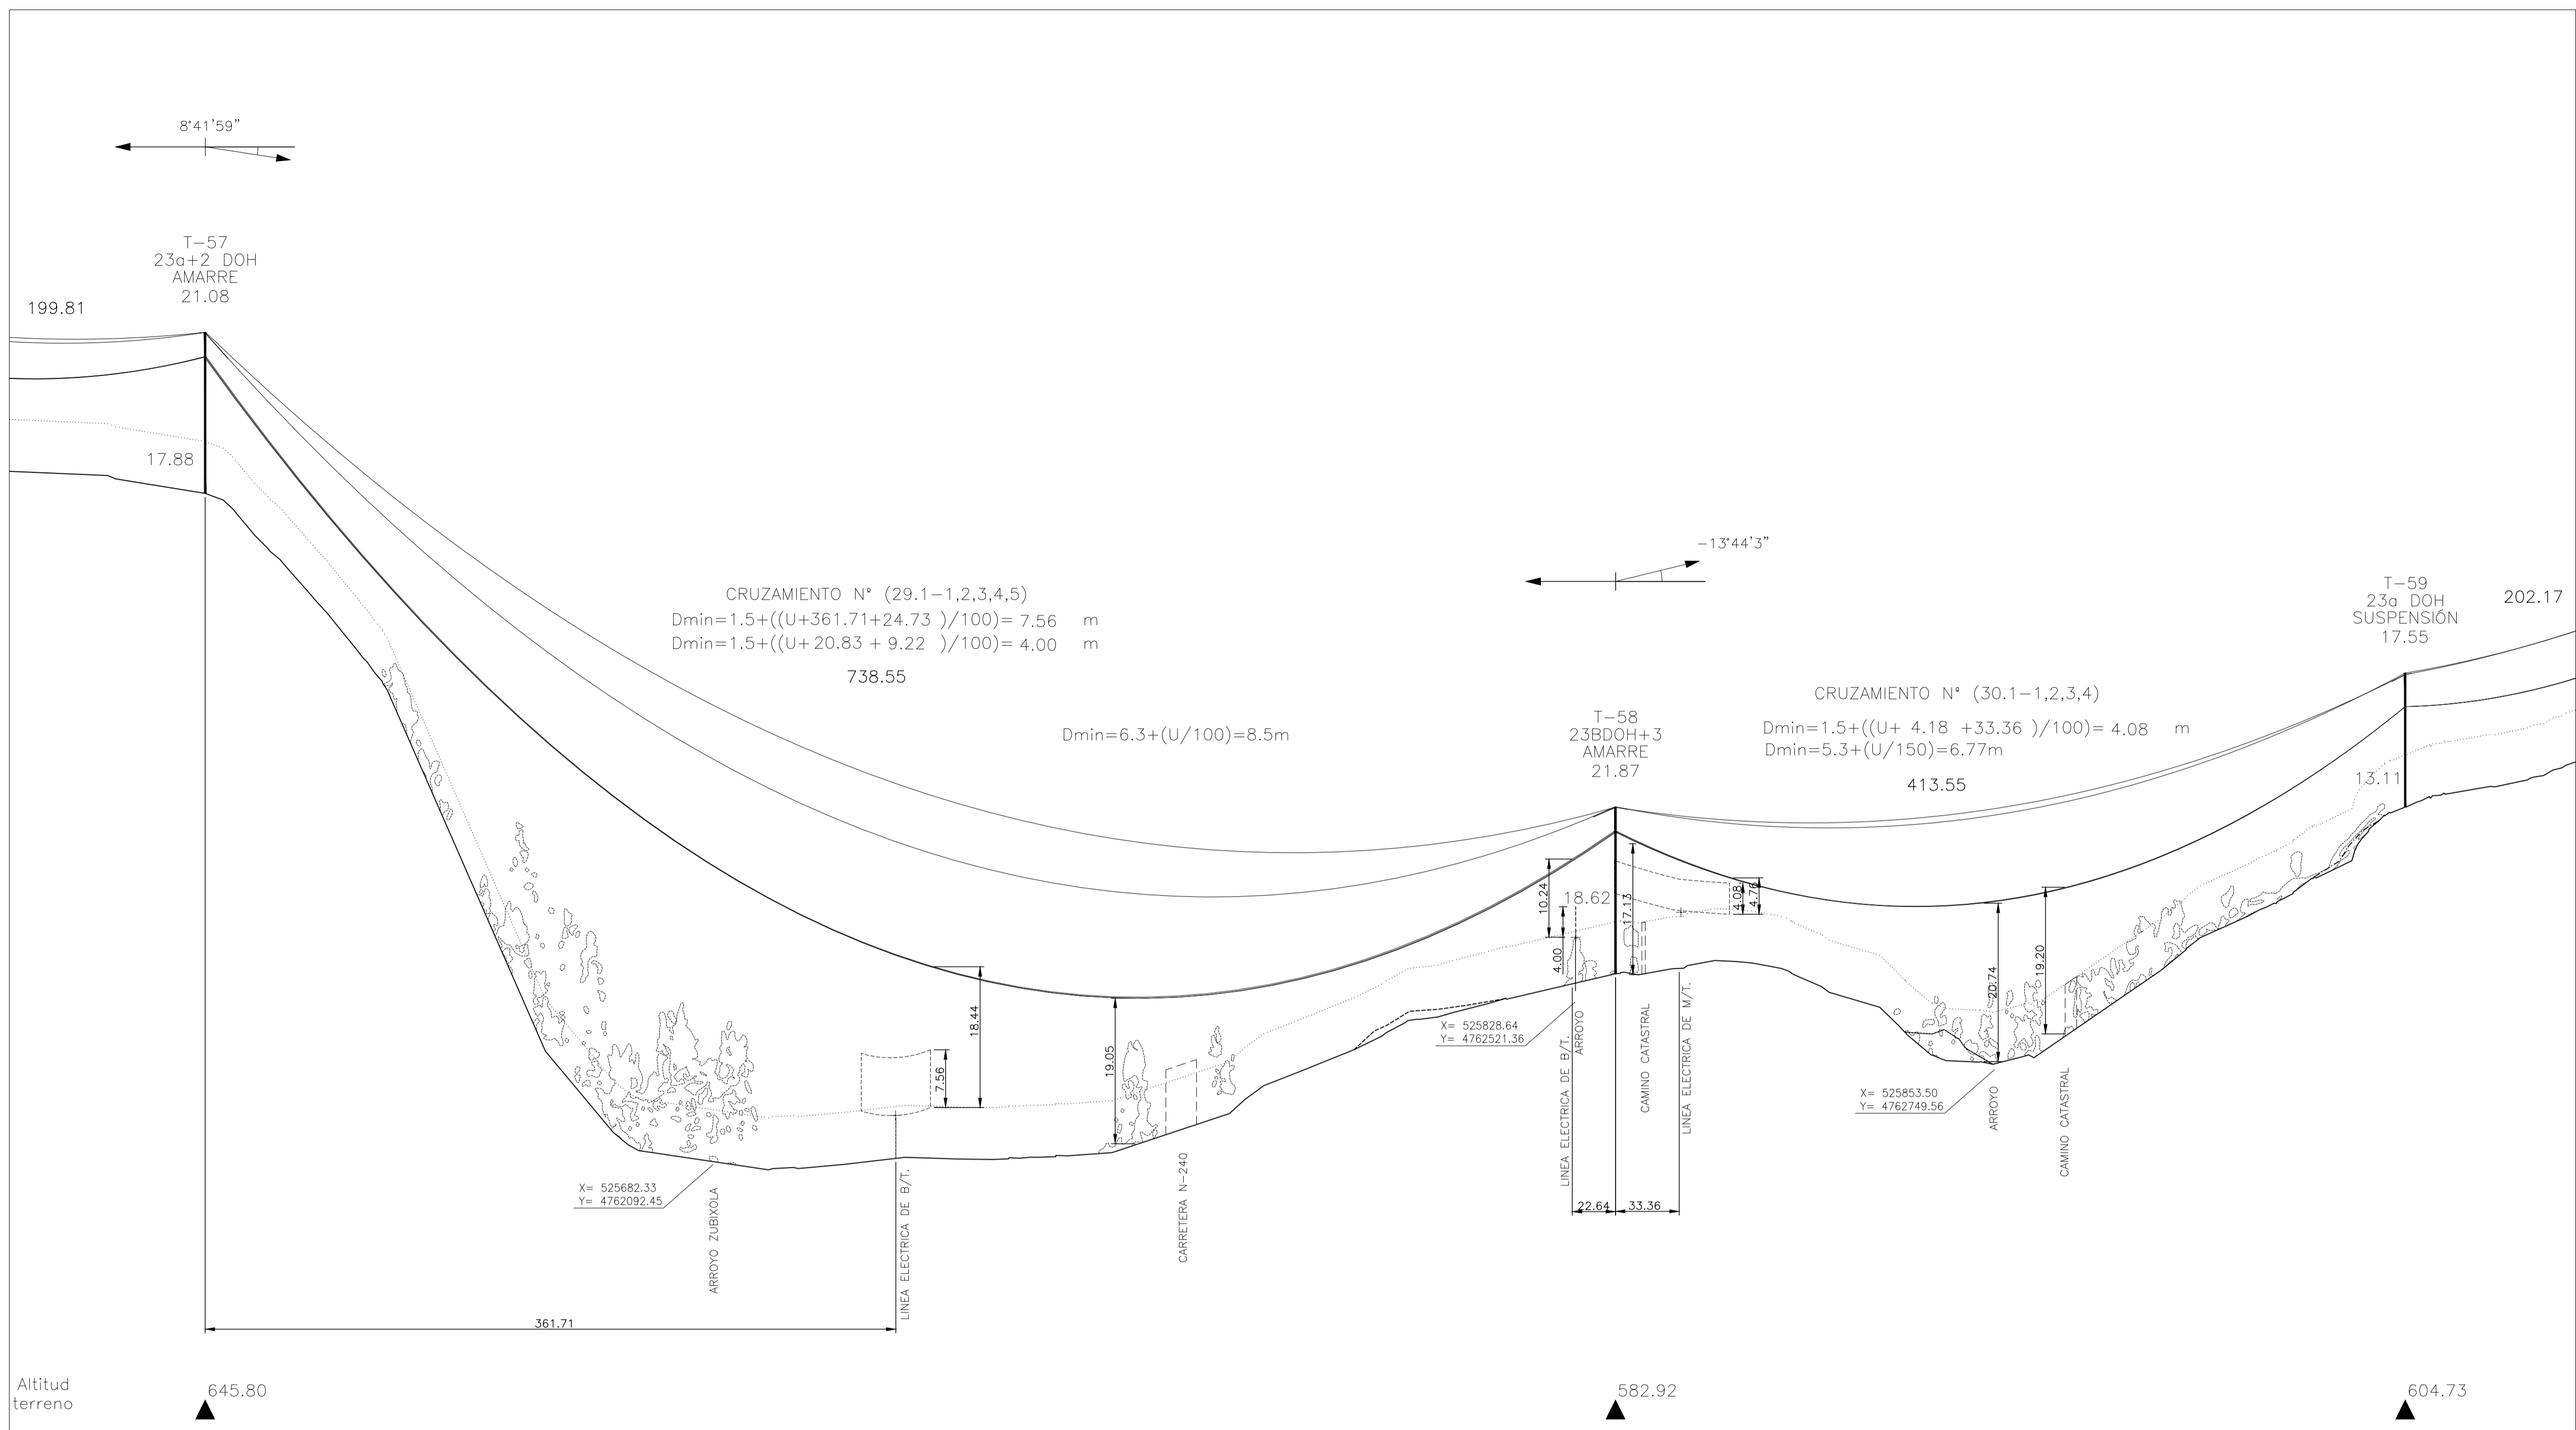 8°41'59"
T-57
23a+2 DOH
AMARRE
21.08
199.81
17.88
CRUZAMIENTO Nº (29.1-1,2,3,4,5)
Dmin=1.5+((U+361.71+24.73 )/100)= 7.56 m
Dmin=1.5+((U+20.83 + 9.22 )/100)= 4.00 m
738.55
Dmin=6.3+(U/100)=8.5m
-13°44'3"
T-58
23BDOH+3
AMARRE
21.87
CRUZAMIENTO Nº (30.1-1,2,3,4)
Dmin=1.5+((U+ 4.18 +33.36 )/100)= 4.08 m
Dmin=5.3+(U/150)=6.77m
413.55
T-59
23a DOH
SUSPENSIÓN
17.55
202.17
13.11
18.44
7.56
19.05
10.24
4.00
18.62
17.13
4.08
4.76
20.74
19.20
X= 525682.33
Y= 4762092.45
ARROYO ZUBIXOLA
LINEA ELECTRICA DE B/T.
CARRETERA N-240
X= 525828.64
Y= 4762521.36
LINEA ELECTRICA DE B/T.
ARROYO
CAMINO CATASTRAL
LINEA ELECTRICA DE M/T.
22.64
33.36
X= 525853.50
Y= 4762749.56
ARROYO
CAMINO CATASTRAL
361.71
Altitud
terreno
645.80
582.92
604.73